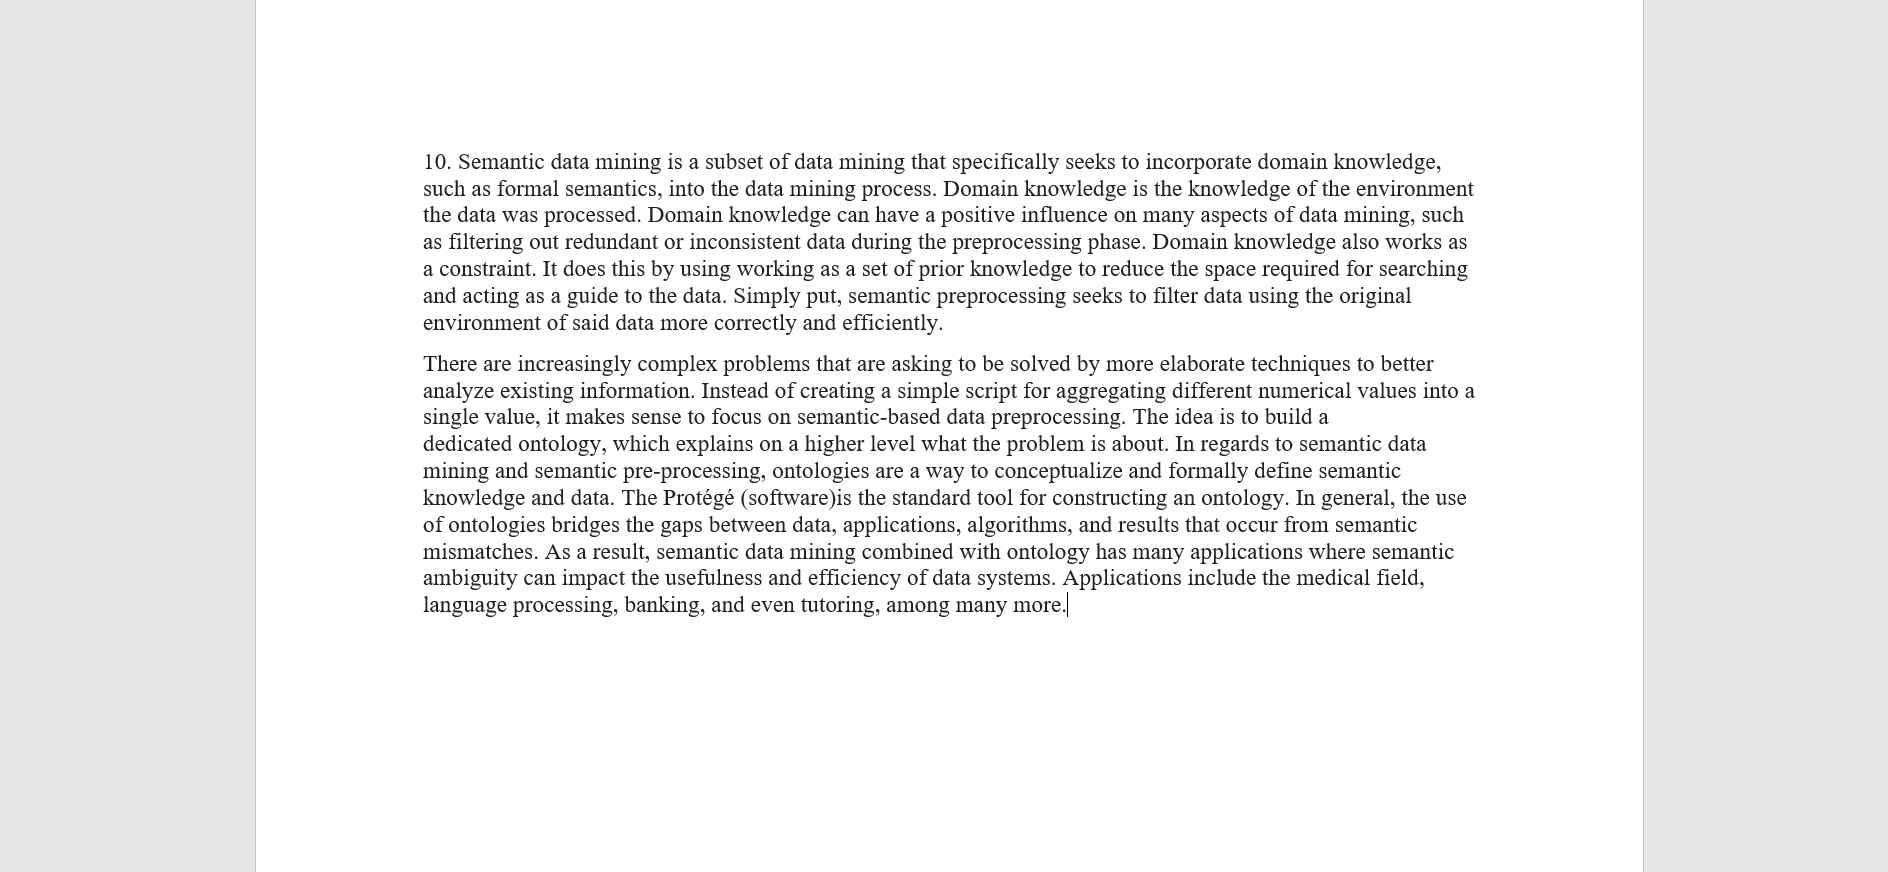 10. Semantic data mining is a subset of data mining that specifically seeks to incorporate domain knowledge,
such as formal semantics, into the data mining process. Domain knowledge is the knowledge of the environment
the data was processed. Domain knowledge can have a positive influence on many aspects of data mining, such
as filtering out redundant or inconsistent data during the preprocessing phase. Domain knowledge also works as
a constraint. It does this by using working as a set of prior knowledge to reduce the space required for searching
and acting as a guide to the data. Simply put, semantic preprocessing seeks to filter data using the original
environment of said data more correctly and efficiently.
There are increasingly complex problems that are asking to be solved by more elaborate techniques to better
analyze existing information. Instead of creating a simple script for aggregating different numerical values into a
single value, it makes sense to focus on semantic-based data preprocessing. The idea is to build a
dedicated ontology, which explains on a higher level what the problem is about. In regards to semantic data
mining and semantic pre-processing, ontologies are a way to conceptualize and formally define semantic
knowledge and data. The Protégé (software)is the standard tool for constructing an ontology. In general, the use
of ontologies bridges the gaps between data, applications, algorithms, and results that occur from semantic
mismatches. As a result, semantic data mining combined with ontology has many applications where semantic
ambiguity can impact the usefulness and efficiency of data systems. Applications include the medical field,
language processing, banking, and even tutoring, among many more.